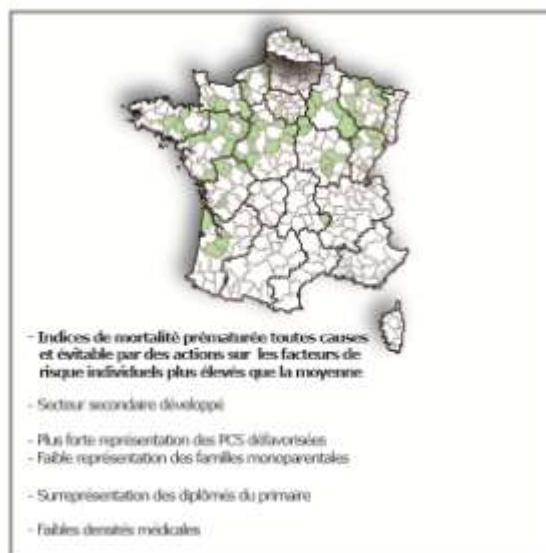 - Indices de mortalité prématurée toutes causes
et évitable par des actions sur les facteurs de
risque individuels plus élevés que la moyenne
- Secteur secondaire développé
- Plus forte représentation des PCS défavorisées
- Faible représentation des familles monoparentales
- Surreprésentation des diplômés du primaire
- Faibles densités médicales